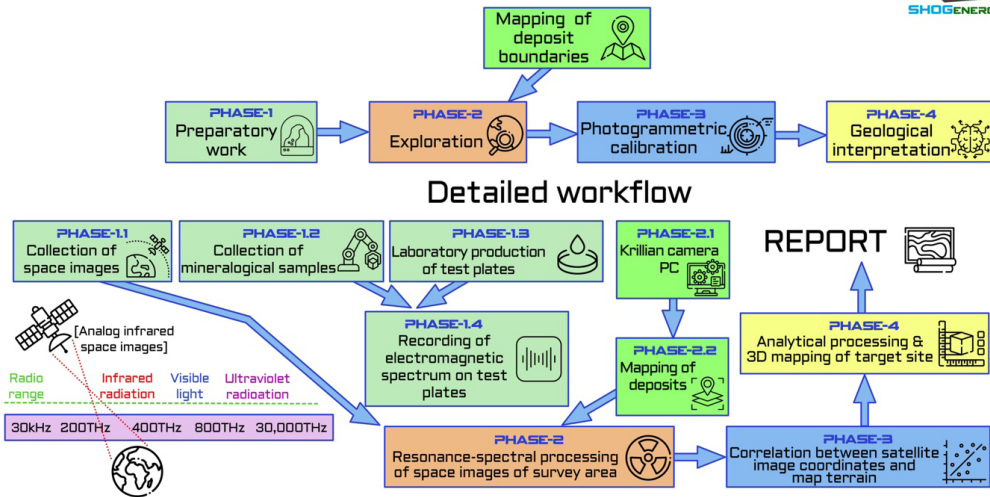 SHOGENERG
Mapping of
deposit
boundaries
PHASE-1
Preparatory
work
PHASE-2
Exploration
PHASE-3
Photogrammetric
calibration
PHASE-4
Geological
interpretation
Detailed workflow
PHASE-1.1
Collection of
space images
PHASE-1.2
Collection of
mineralogical samples
PHASE-1.3
Laboratory production
of test plates
PHASE-2.1
Krillian camera
PC
REPORT
[Analog infrared
space images]
PHASE-1.4
Recording of
electromagnetic
spectrum on test
plates
PHASE-2.2
Mapping of
deposits
PHASE-4
Analytical processing &
3D mapping of target site
Radio
range
Infrared
radiation
Visible
light
Ultraviolet
radioation
30kHz 200THz 400THz 800THz 30,000THz
PHASE-2
Resonance-spectral processing
of space images of survey area
PHASE-3
Correlation between satellite
image coordinates and
map terrain